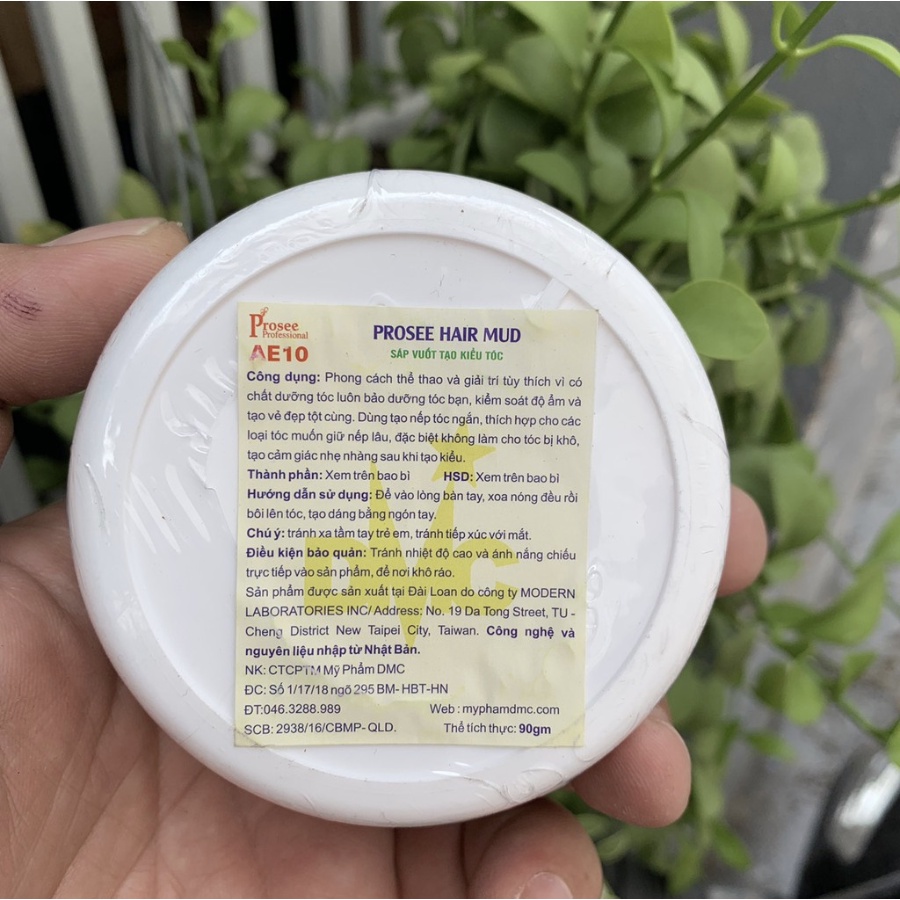 Prosee
Professional
AE10
PROSEE HAIR MUD
SÁP VUỐT TẠO KIỂU TÓC
Công dụng: Phong cách thể thao và giải trí tùy thích vì có
chất dưỡng tóc luôn bảo dưỡng tóc bạn, kiểm soát độ ẩm và
tạo vẻ đẹp tột cùng. Dùng tạo nếp tóc ngắn, thích hợp cho các
loại tóc muốn giữ nếp lâu, đặc biệt không làm cho tóc bị khô,
tạo cảm giác nhẹ nhàng sau khi tạo kiểu.
Thành phần: Xem trên bao bì HSD: Xem trên bao bì
Hướng dẫn sử dụng: Để vào lòng bàn tay, xoa nóng đều rồi
bôi lên tóc, tạo dáng bằng ngón tay.
Chú ý: tránh xa tầm tay trẻ em, tránh tiếp xúc với mắt.
Điều kiện bảo quản: Tránh nhiệt độ cao và ánh nắng chiếu
trực tiếp vào sản phẩm, để nơi khô ráo.
Sản phẩm được sản xuất tại Đài Loan do công ty MODERN
LABORATORIES INC/ Address: No. 19 Da Tong Street, TU -
Cheng District New Taipei City, Taiwan. Công nghệ và
nguyên liệu nhập từ Nhật Bản.
NK: CTCPTM Mỹ Phẩm DMC
ĐC: Số 1/17/18 ngõ 295 BM- HBT-HN
ĐT:046.3288.989 Web : myphamdmc.com
SCB: 2938/16/CBMP- QLD. Thể tích thực: 90gm
DMC